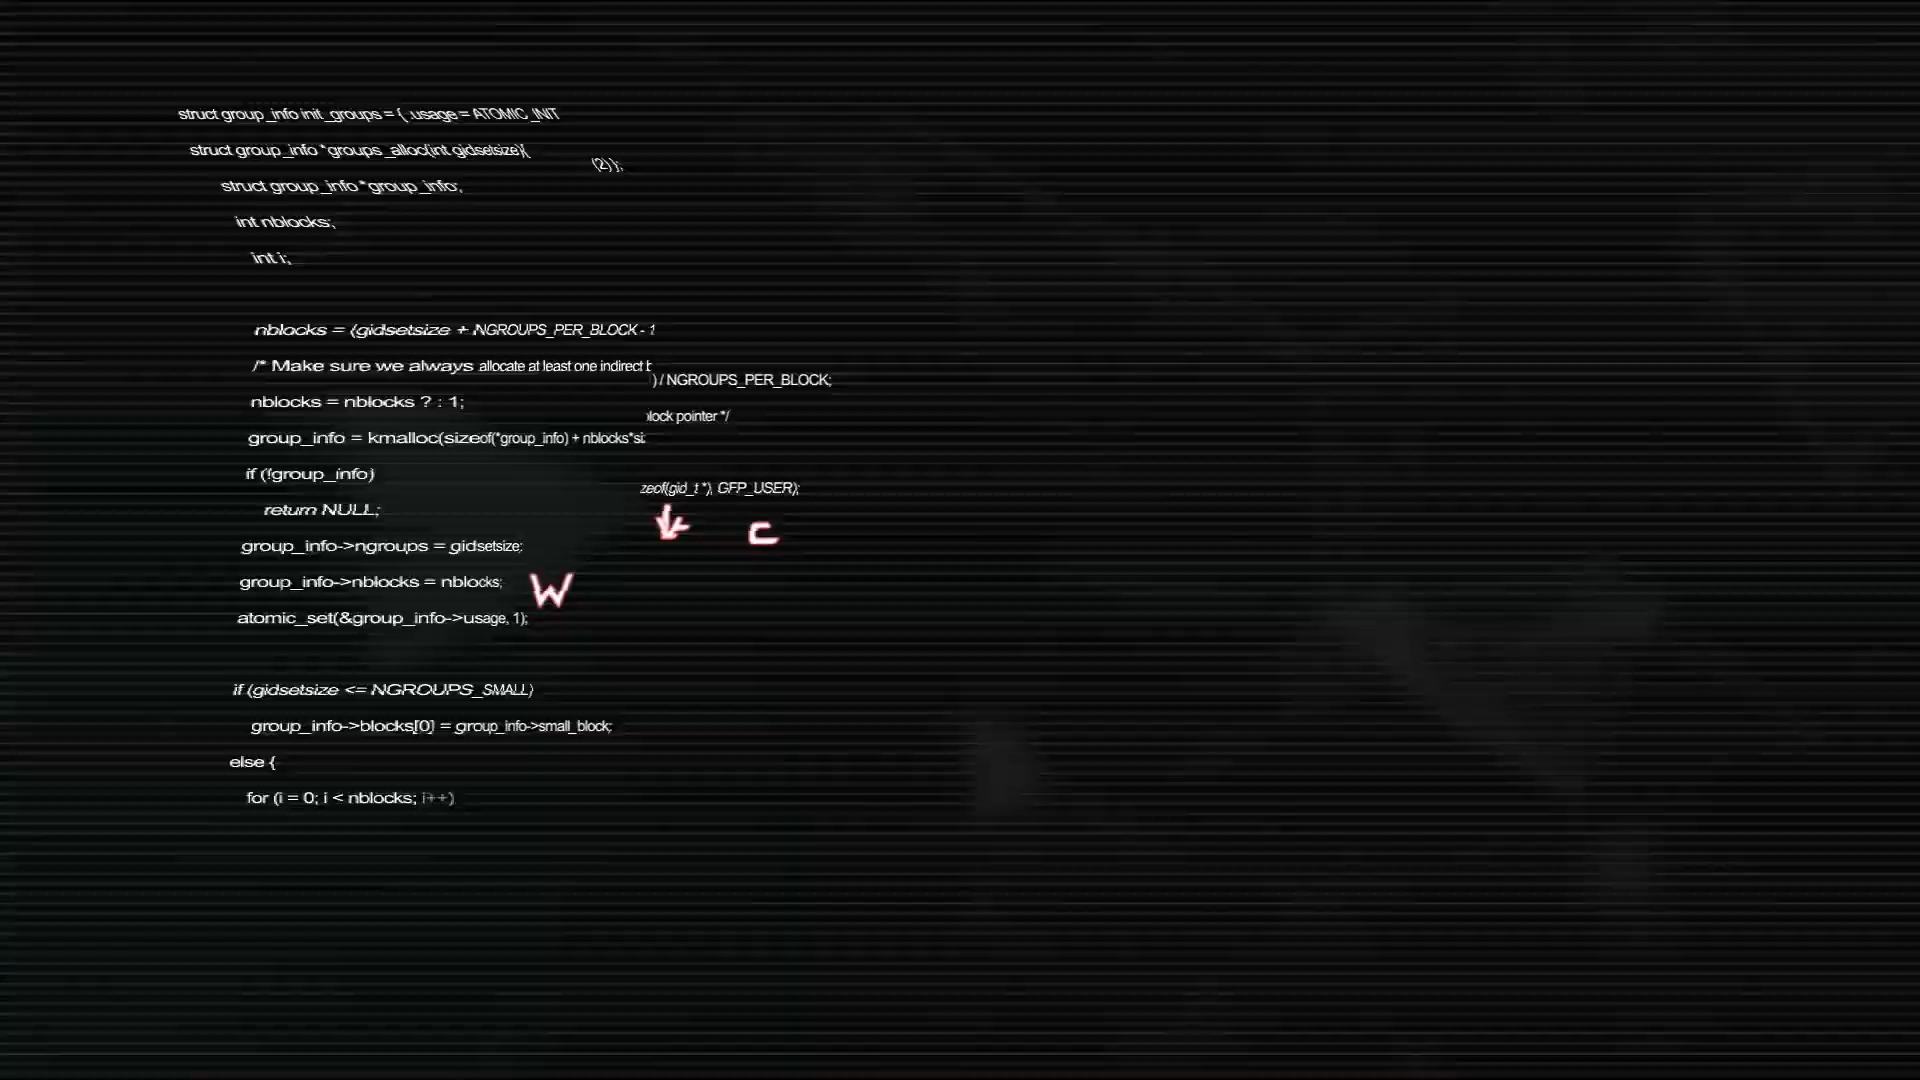 struct group_info init_groups = { .usage = ATOMIC_INIT
(2) };
struct group_info *groups_alloc(int gidsetsize){
struct group_info *group_info;
int nblocks;
int i;
nblocks = (gidsetsize + NGROUPS_PER_BLOCK - 1
) / NGROUPS_PER_BLOCK;
/* Make sure we always allocate at least one indirect b
lock pointer */
nblocks = nblocks ? : 1;
group_info = kmalloc(sizeof(*group_info) + nblocks*si
zeof(gid_t *), GFP_USER);
if (!group_info)
return NULL;
group_info->ngroups = gidsetsize;
group_info->nblocks = nblocks;
atomic_set(&group_info->usage, 1);
W
C
if (gidsetsize <= NGROUPS_SMALL)
group_info->blocks[0] = group_info->small_block;
else {
for (i = 0; i < nblocks; i++)